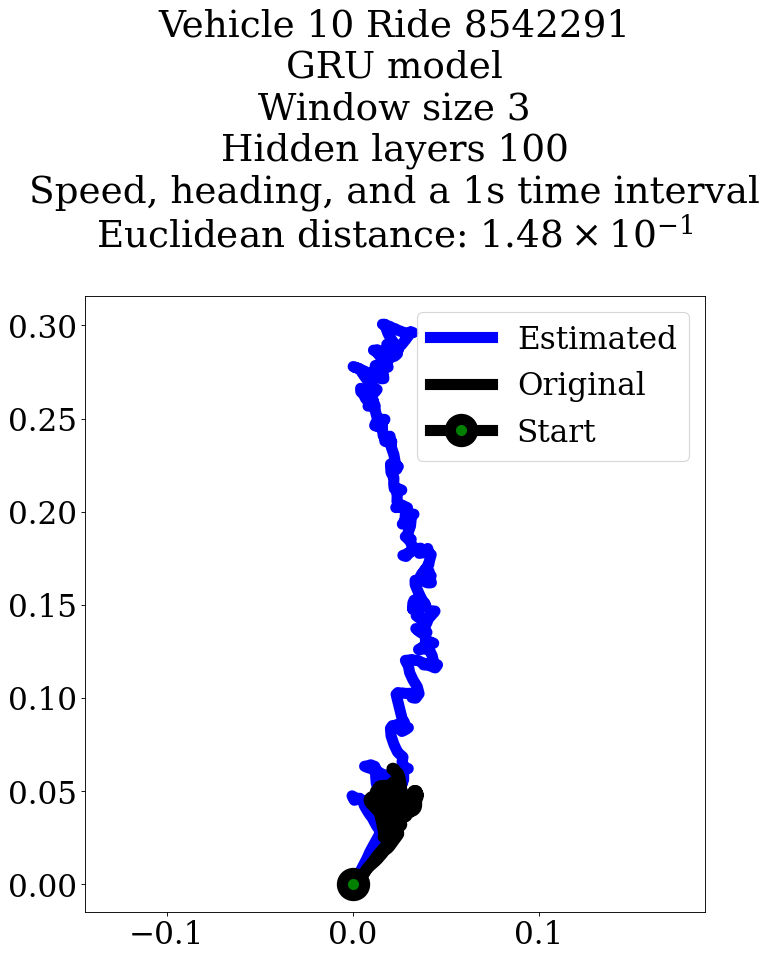 Vehicle 10 Ride 8542291
GRU model
Window size 3
Hidden layers 100
Speed, heading, and a 1s time interval
Euclidean distance: 1.48 × 10⁻¹
Estimated
Original
Start
0.30
0.25
0.20
0.15
0.10
0.05
0.00
−0.1 0.0 0.1